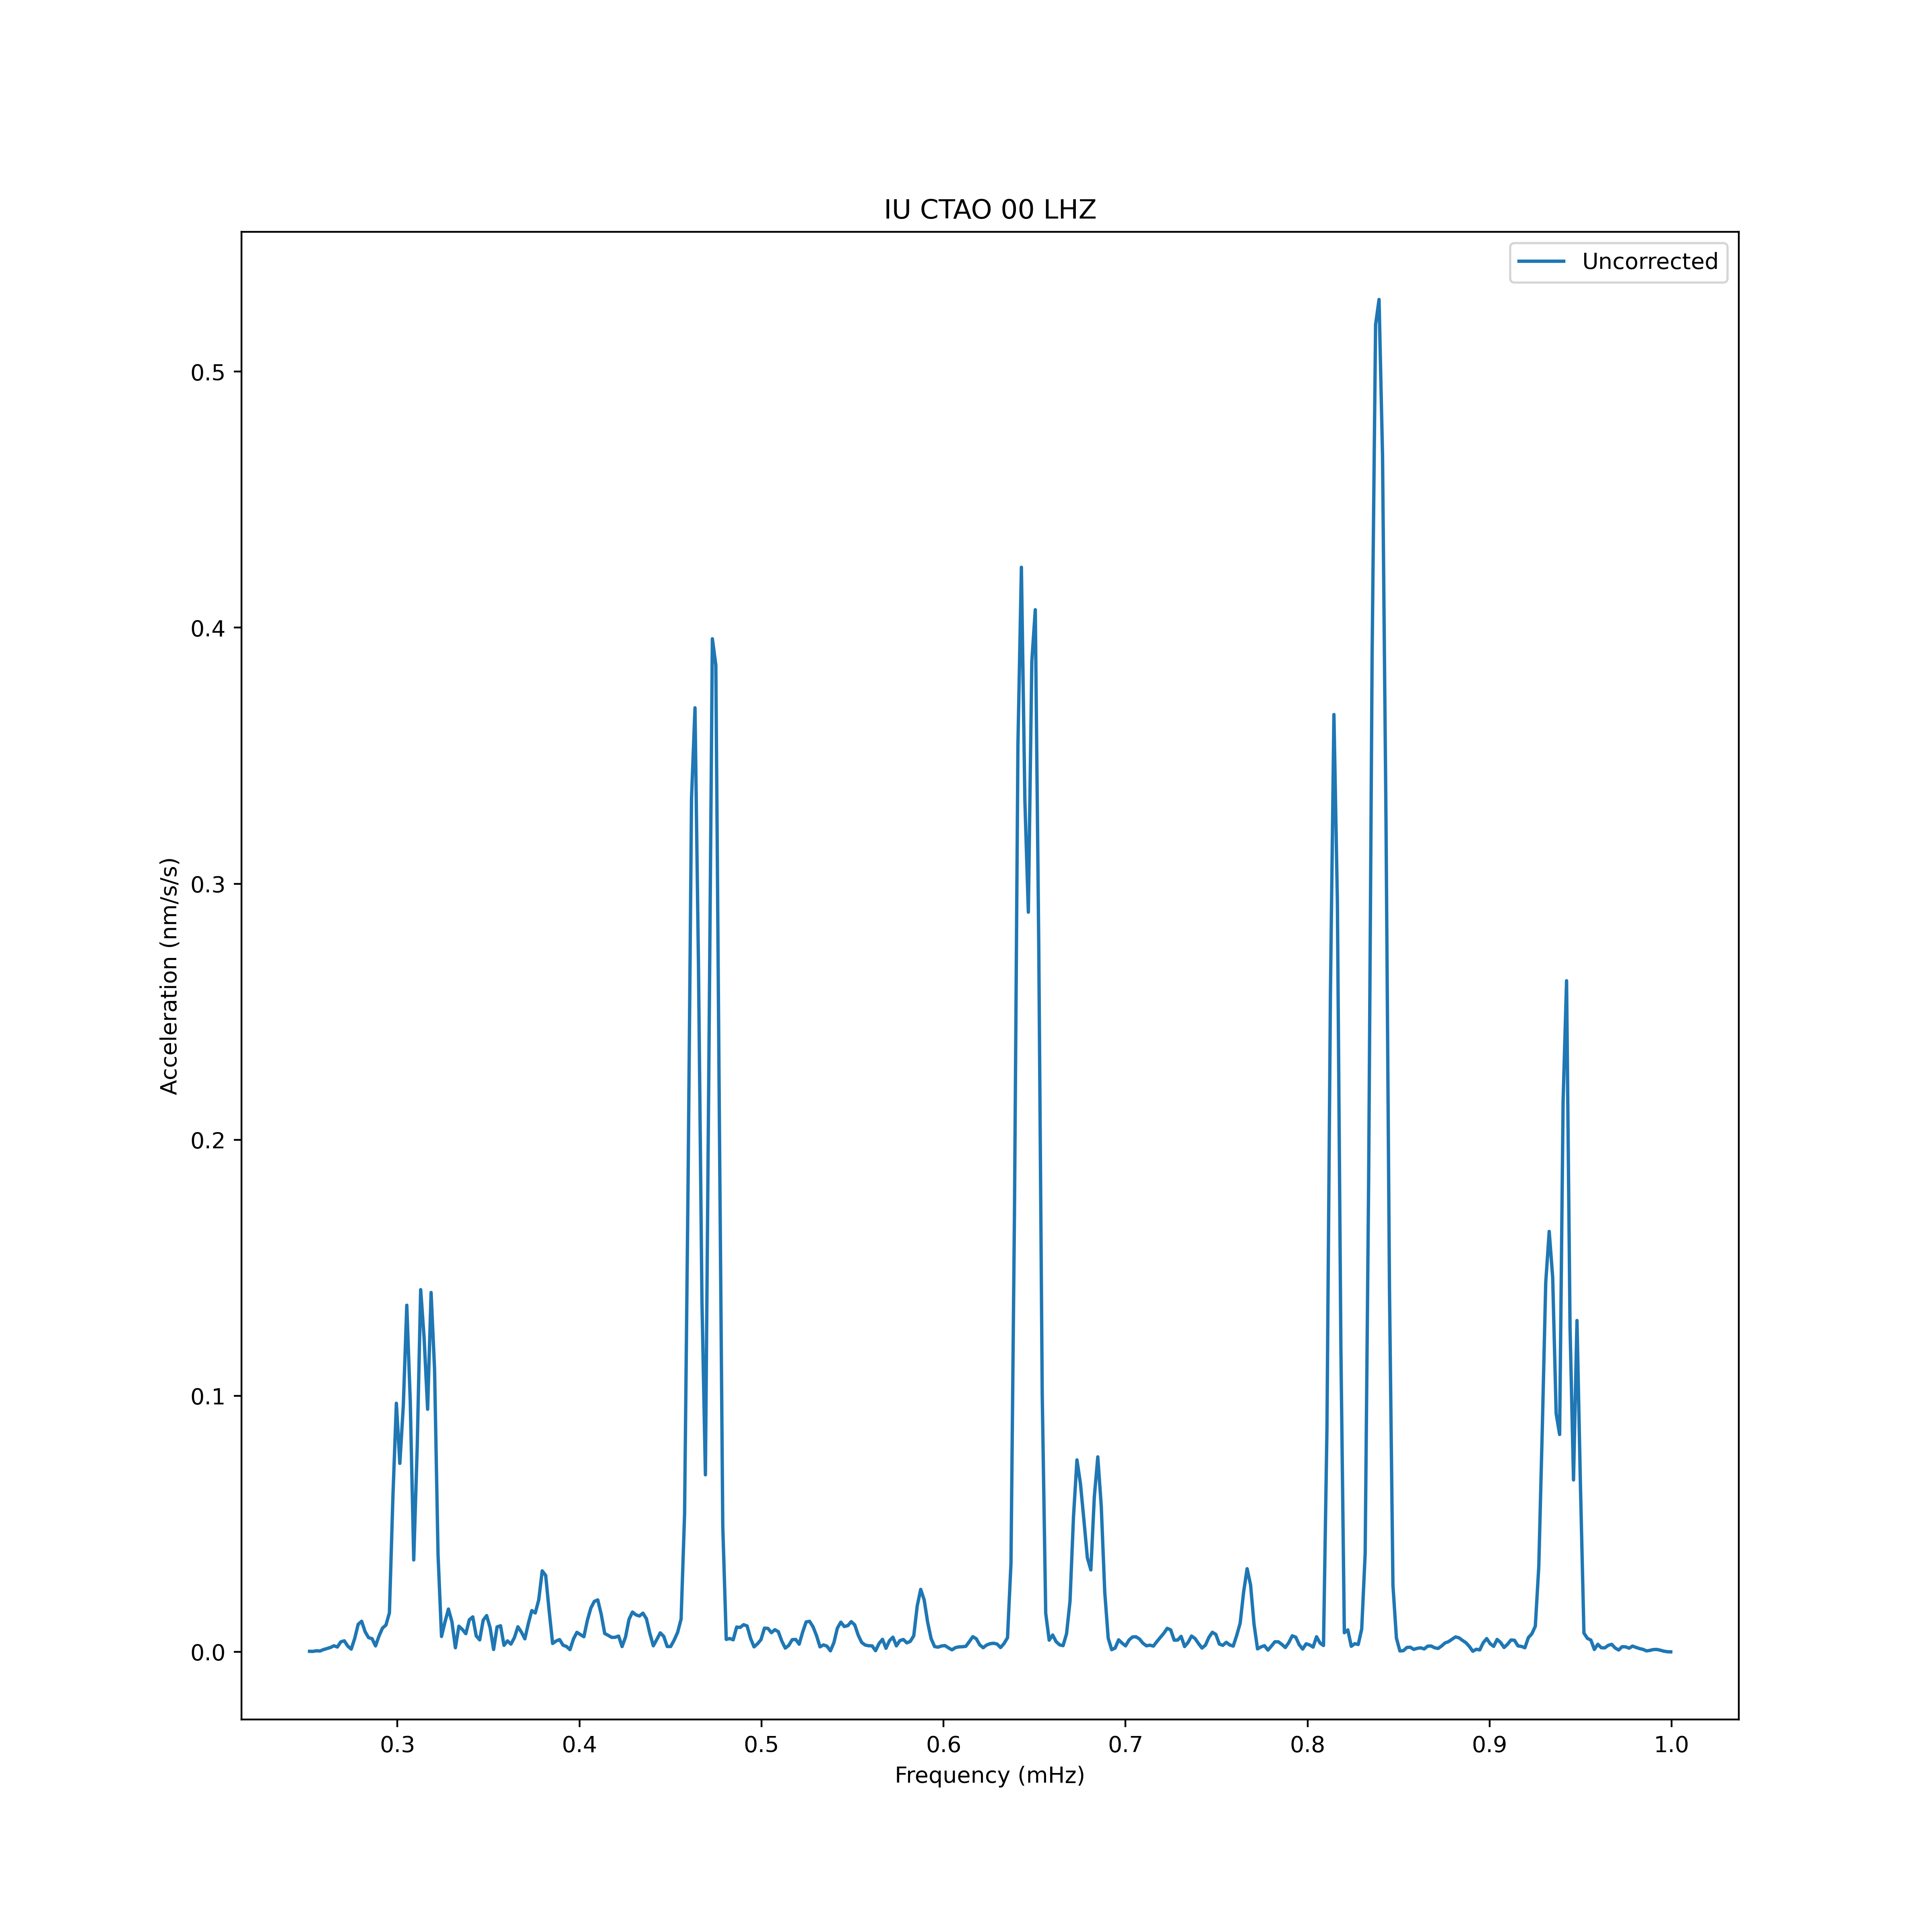 IU CTAO 00 LHZ
Uncorrected
0.5
0.4
0.3
0.2
0.1
0.0
Acceleration (nm/s/s)
0.3 0.4 0.5 0.6 0.7 0.8 0.9 1.0
Frequency (mHz)